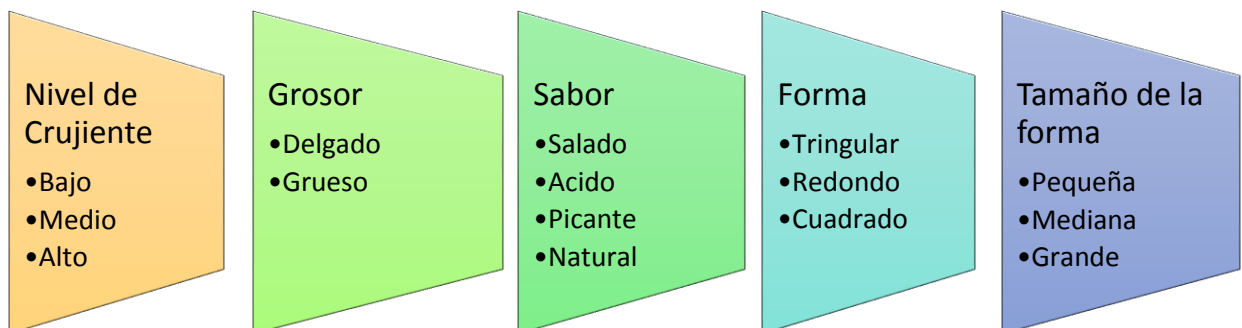 Nivel de
Crujiente
•Bajo
•Medio
•Alto
Grosor
•Delgado
•Grueso
Sabor
•Salado
•Acido
•Picante
•Natural
Forma
•Tringular
•Redondo
•Cuadrado
Tamaño de la
forma
•Pequeña
•Mediana
•Grande